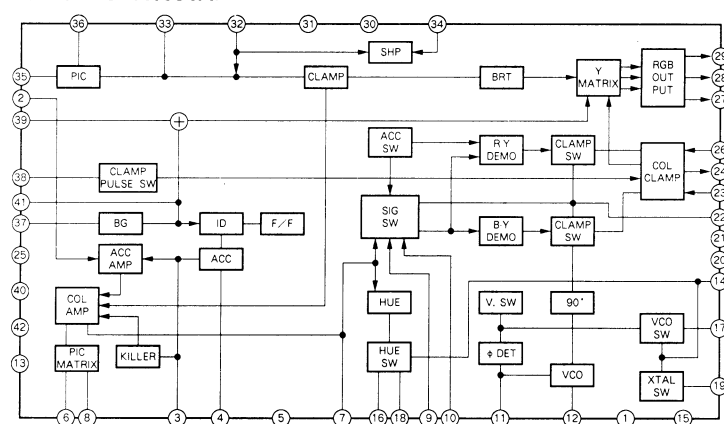 36 33 32 31 30 34
SHP
35 PIC CLAMP BRT Y MATRIX RGB OUT PUT 29
28
27
2
39 +
ACC SW R Y DEMO CLAMP SW COL CLAMP 26
24
23
38 CLAMP PULSE SW
41
SIG SW
37 BG ID F/F B·Y DEMO CLAMP SW 22
21
25 ACC AMP ACC 20
14
40 COL AMP HUE V. SW 90°
42 VCO SW 17
13 PIC MATRIX KILLER HUE SW ϕ DET VCO XTAL SW 19
6 8 3 4 5 7 16 18 9 10 11 12 1 15